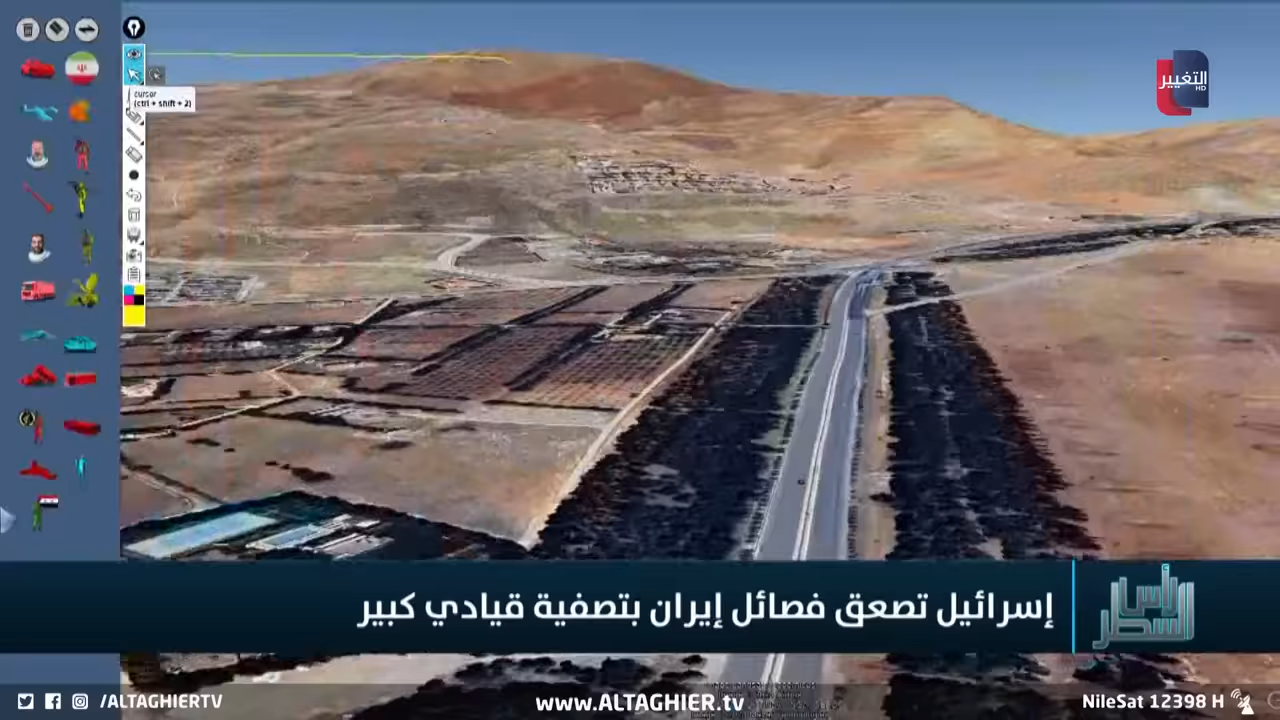 التغيير
HD
cursor
(ctrl + shift + 2)
إسرائيل تصعق فصائل إيران بتصفية قيادي كبير
رأس
السطر
/ALTAGHIERTV
www.ALTAGHIER.tv
NileSat 12398 H